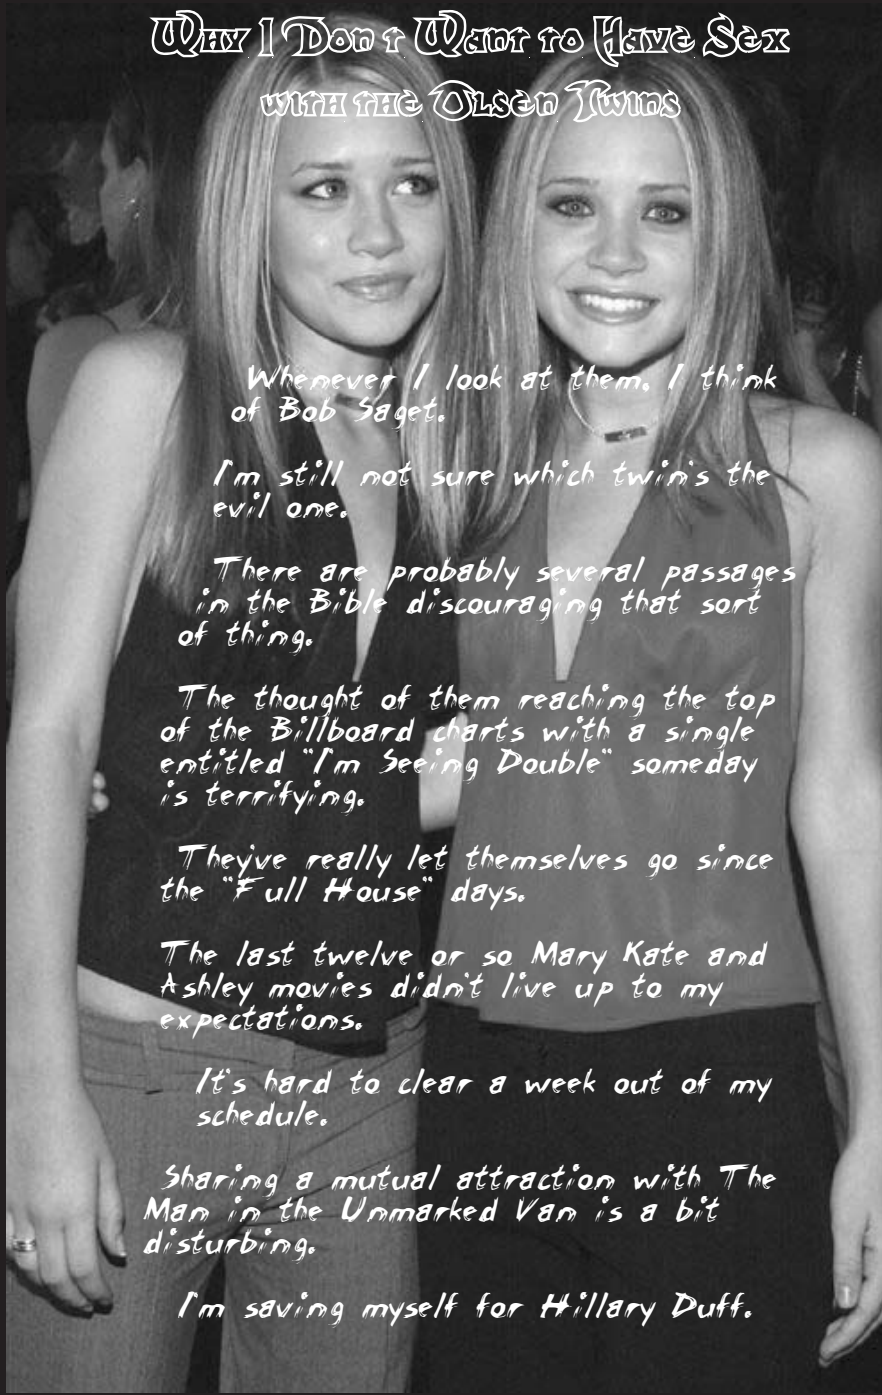 Why I Don't Want to Have Sex
with the Olsen Twins
Whenever I look at them, I think
of Bob Saget.
I'm still not sure which twin's the
evil one.
There are probably several passages
in the Bible discouraging that sort
of thing.
The thought of them reaching the top
of the Billboard charts with a single
entitled "I'm Seeing Double" someday
is terrifying.
They've really let themselves go since
the "Full House" days.
The last twelve or so Mary Kate and
Ashley movies didn't live up to my
expectations.
It's hard to clear a week out of my
schedule.
Sharing a mutual attraction with The
Man in the Unmarked Van is a bit
disturbing.
I'm saving myself for Hillary Duff.